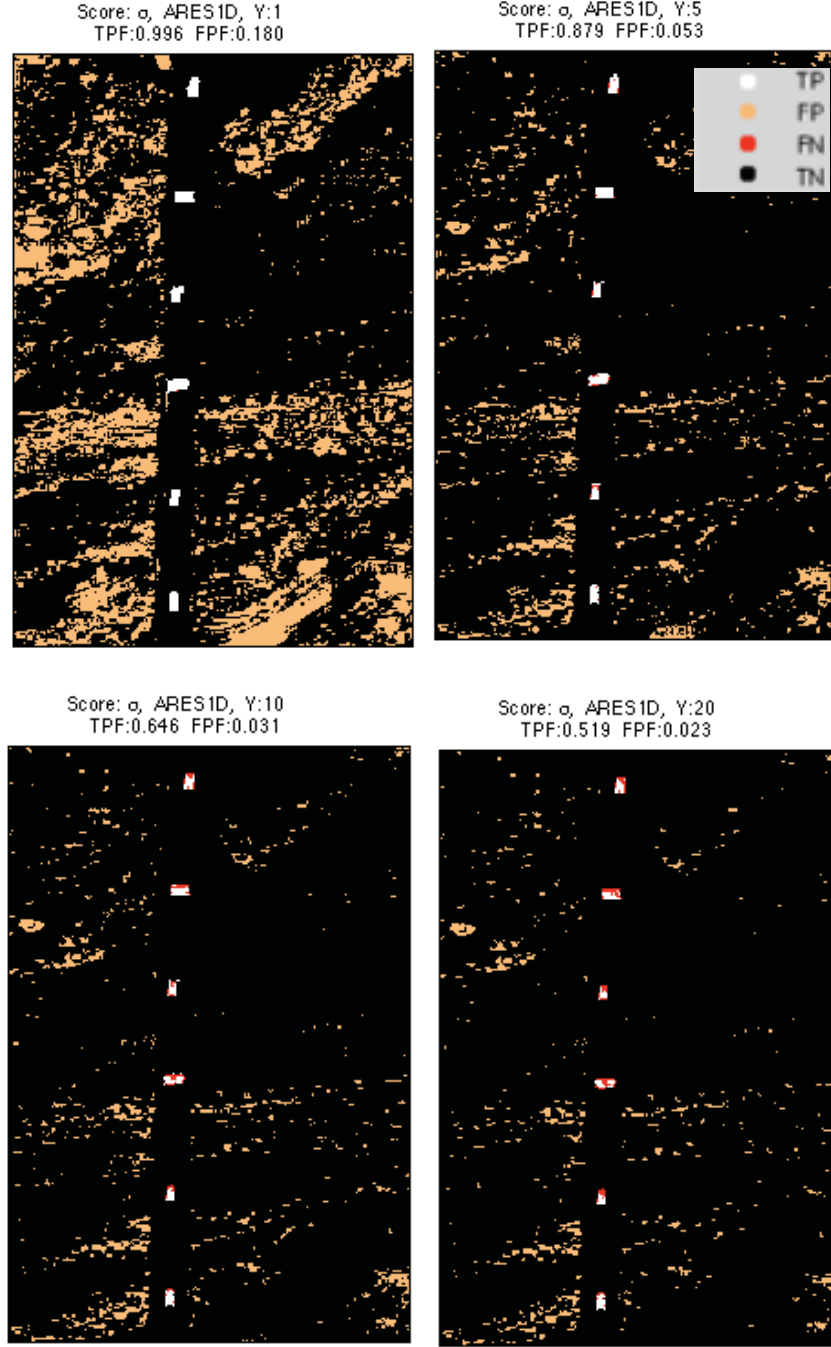 Score: σ, ARES1D, Y:1
TPF:0.996 FPF:0.180
Score: σ, ARES1D, Y:5
TPF:0.879 FPF:0.053
TP
FP
FN
TN
Score: σ, ARES1D, Y:10
TPF:0.646 FPF:0.031
Score: σ, ARES1D, Y:20
TPF:0.519 FPF:0.023